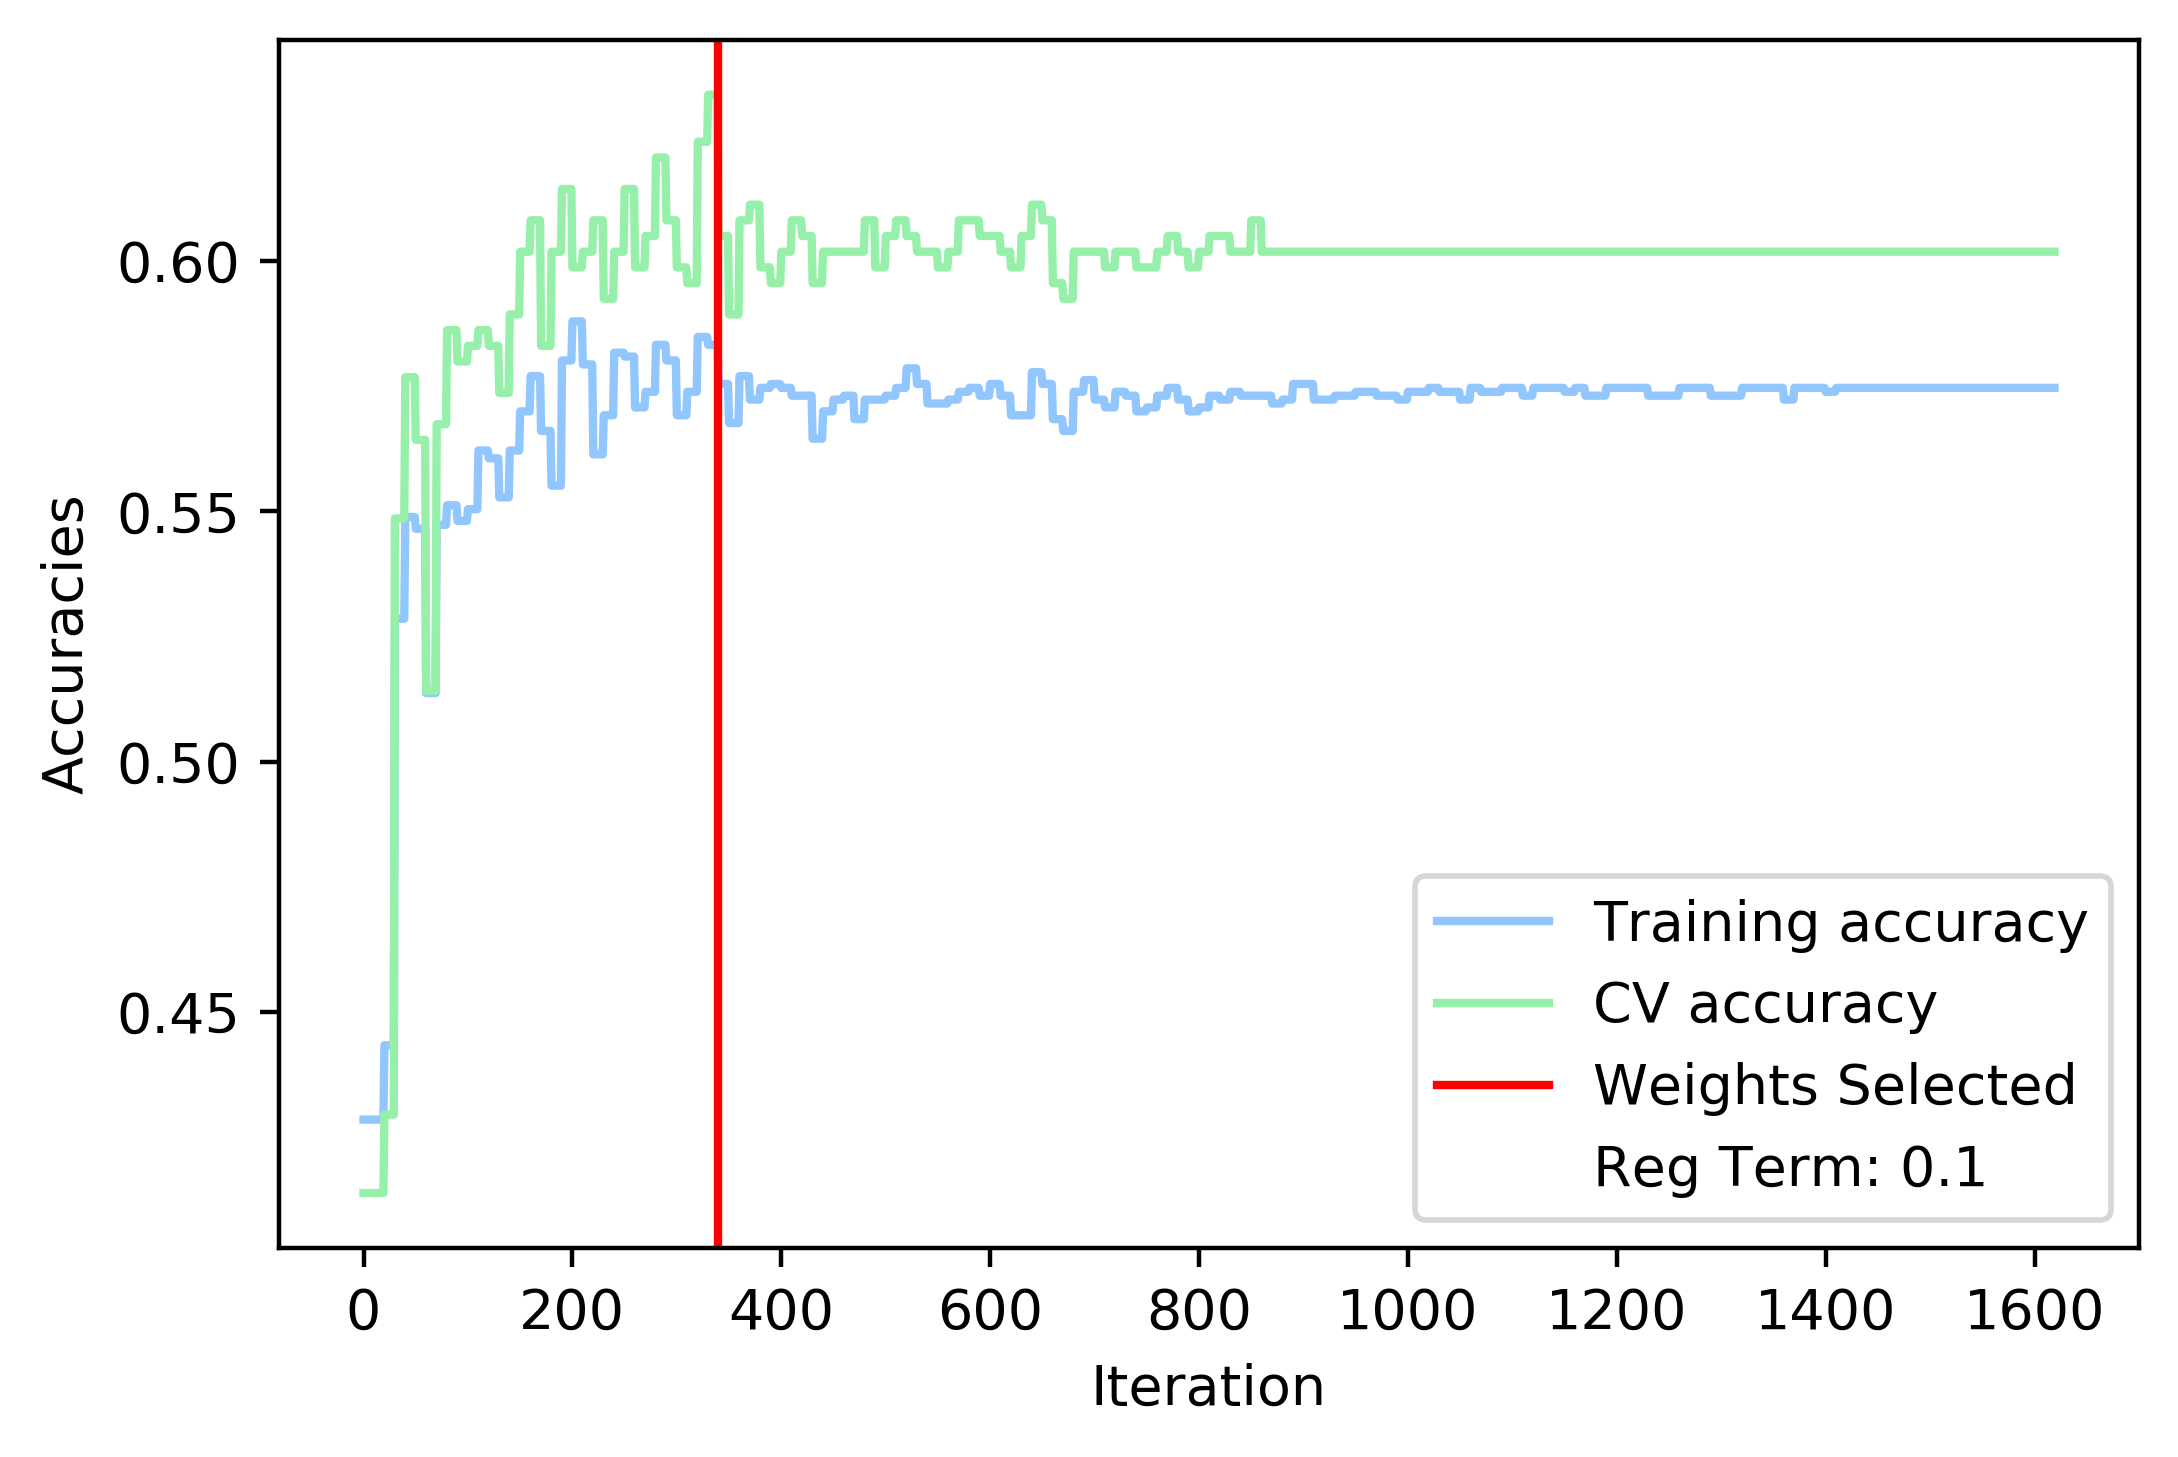 0.60
0.55
0.50
0.45
Accuracies
Training accuracy
CV accuracy
Weights Selected
Reg Term: 0.1
0 200 400 600 800 1000 1200 1400 1600
Iteration